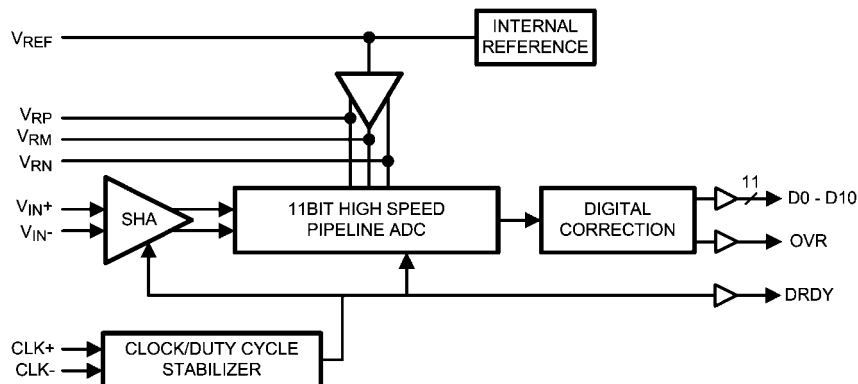 INTERNAL
REFERENCE
VREF
VRP
VRM
VRN
VIN+
VIN-
SHA
11BIT HIGH SPEED
PIPELINE ADC
DIGITAL
CORRECTION
11
D0 - D10
OVR
DRDY
CLK+
CLK-
CLOCK/DUTY CYCLE
STABILIZER